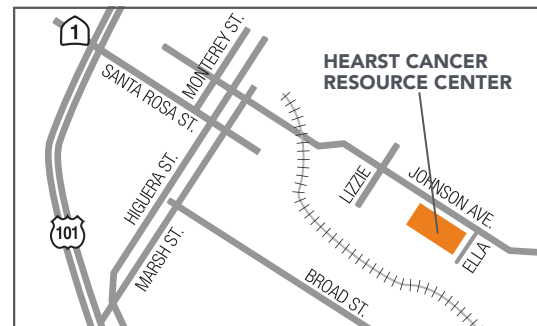 1
MONTEREY ST.
HEARST CANCER
RESOURCE CENTER
SANTA ROSA ST.
LIZZIE
JOHNSON AVE.
HIGUERA ST.
101
ELLA
MARSH ST.
BROAD ST.